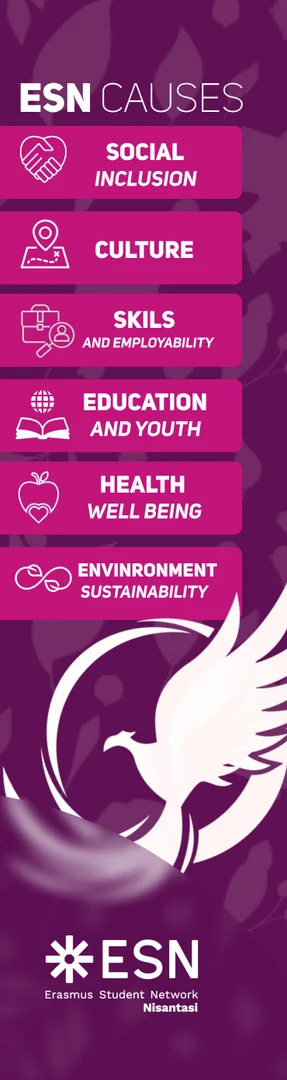 ESN CAUSES
SOCIAL
INCLUSION
CULTURE
SKILS
AND EMPLOYABILITY
EDUCATION
AND YOUTH
HEALTH
WELL BEING
ENVINRONMENT
SUSTAINABILITY
ESN
Erasmus Student Network
Nisantasi